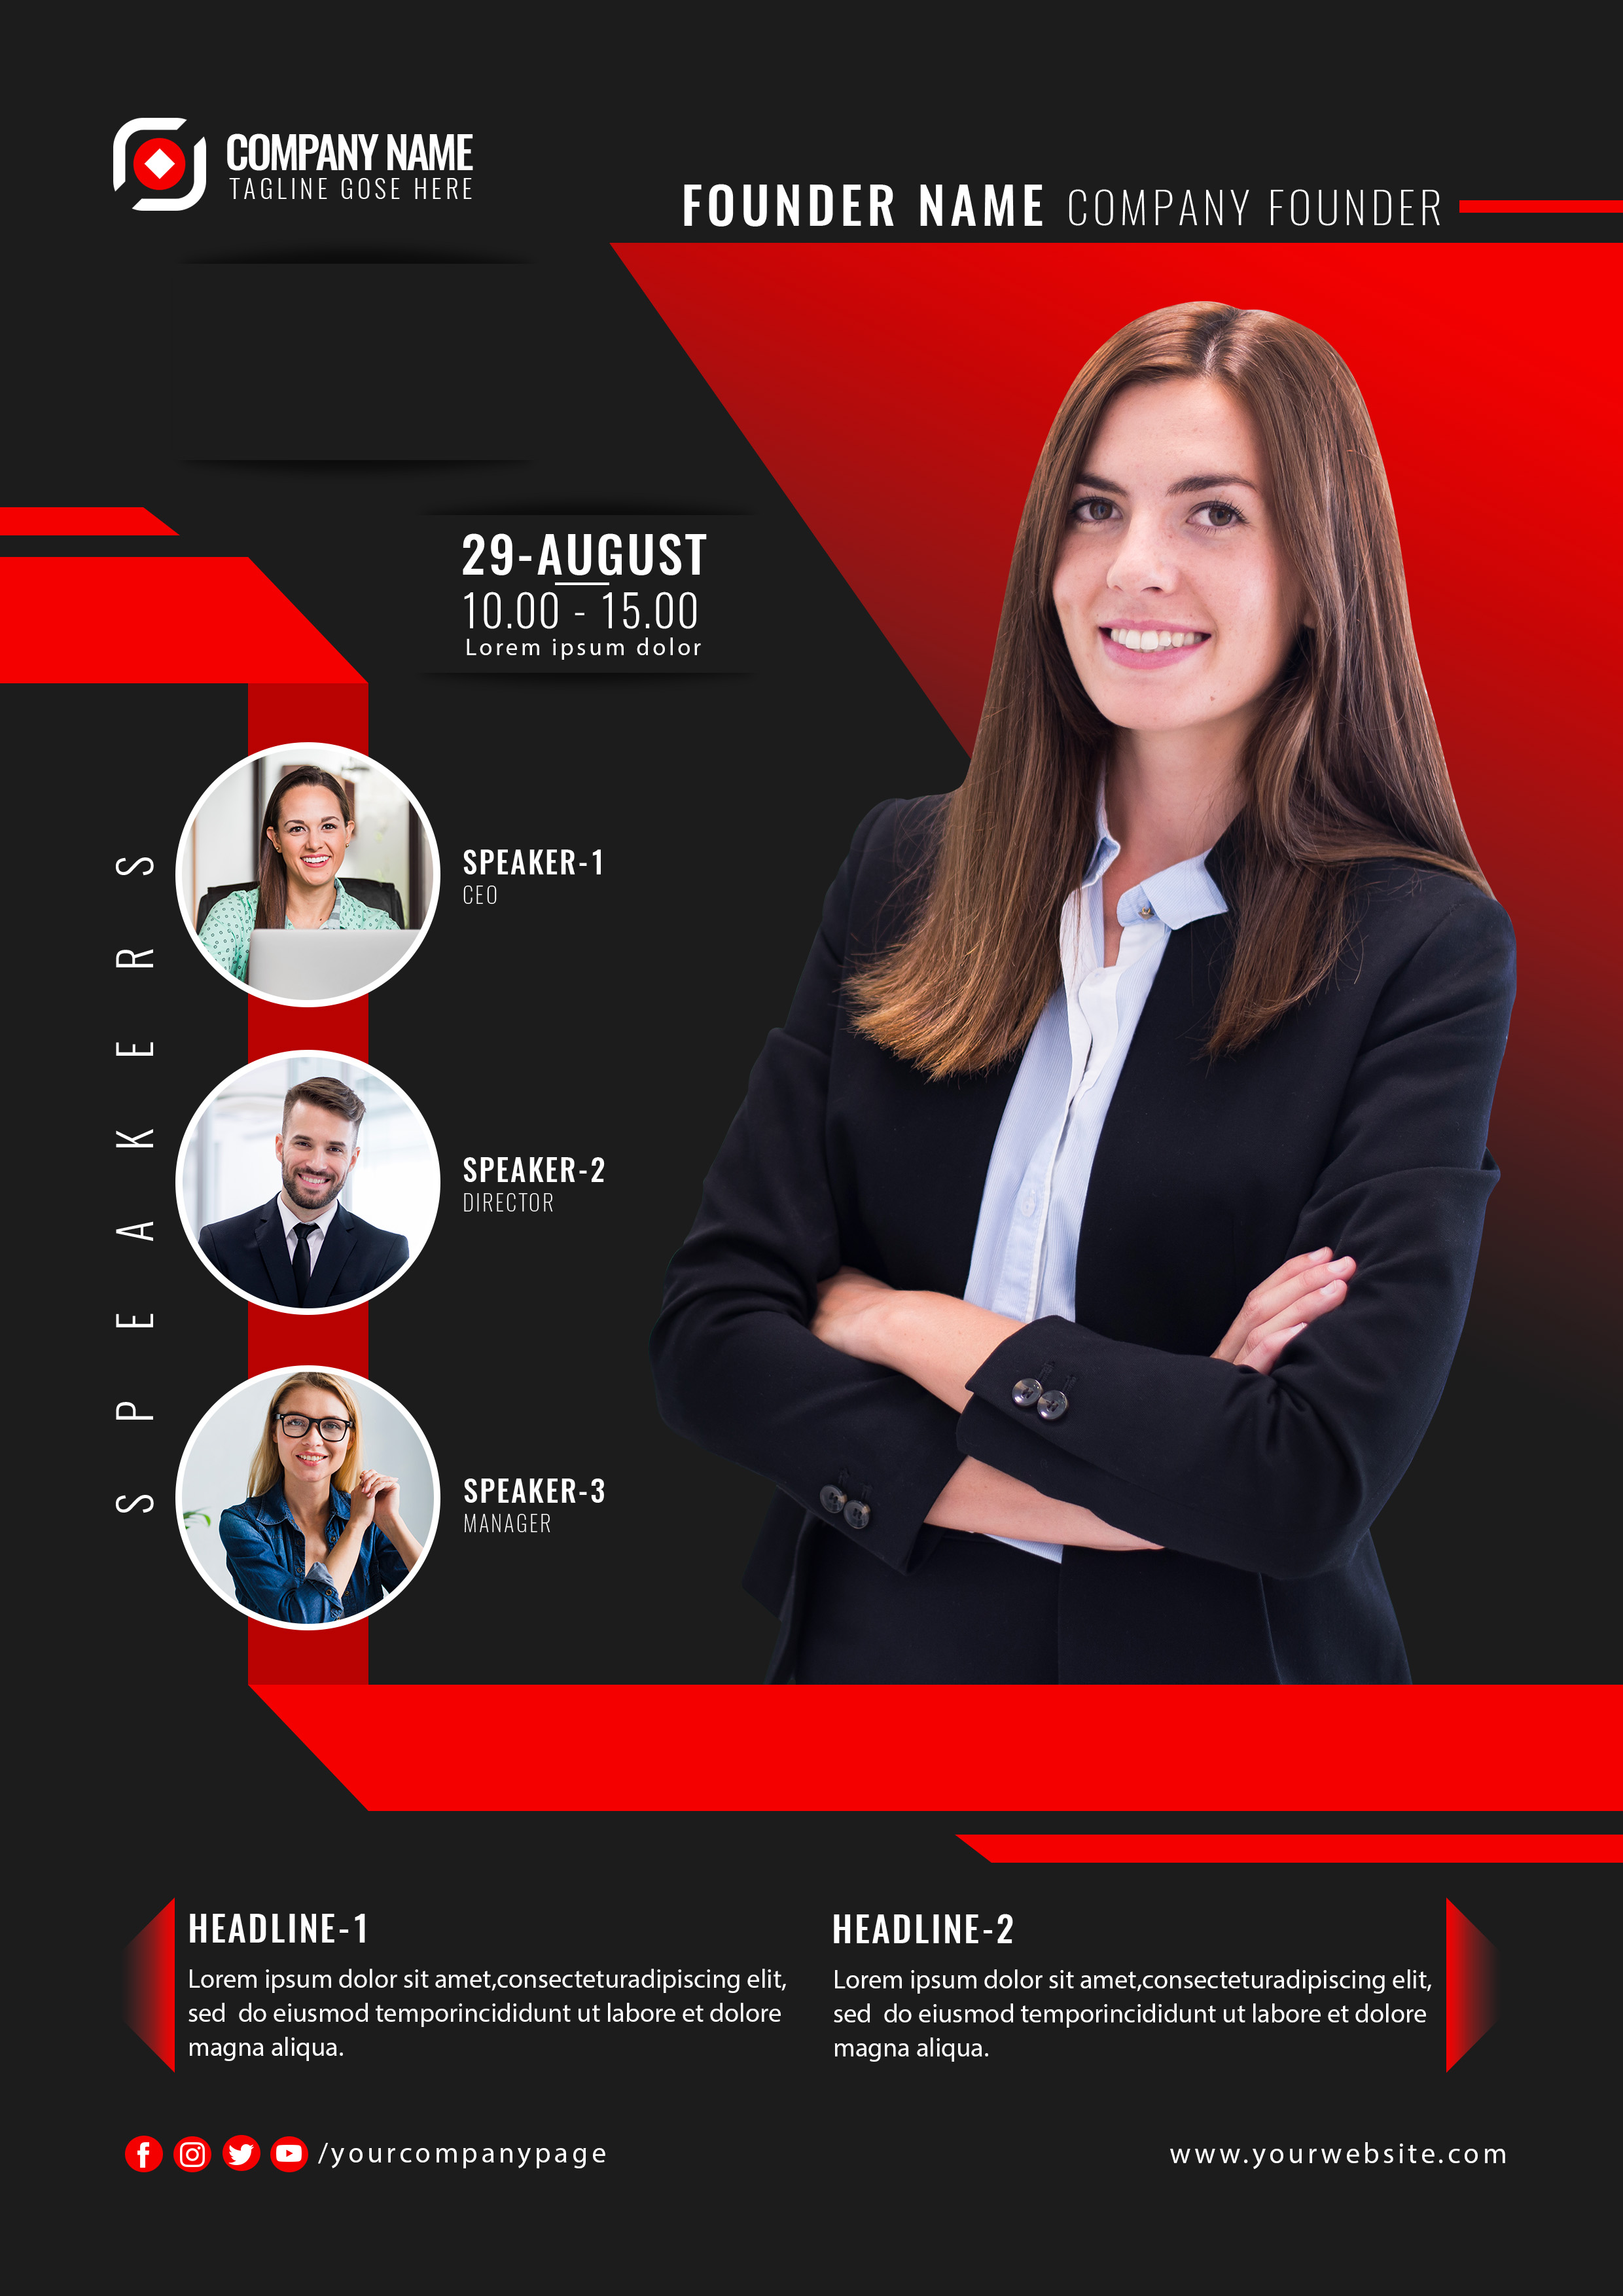 COMPANY NAME
TAGLINE GOSE HERE
FOUNDER NAME COMPANY FOUNDER
29-AUGUST
10.00 - 15.00
Lorem ipsum dolor
SPEAKERS
SPEAKER-1
CEO
SPEAKER-2
DIRECTOR
SPEAKER-3
MANAGER
HEADLINE-1
Lorem ipsum dolor sit amet,consecteturadipiscing elit,
sed  do eiusmod temporincididunt ut labore et dolore
magna aliqua.
HEADLINE-2
Lorem ipsum dolor sit amet,consecteturadipiscing elit,
sed  do eiusmod temporincididunt ut labore et dolore
magna aliqua.
/yourcompanypage
www.yourwebsite.com